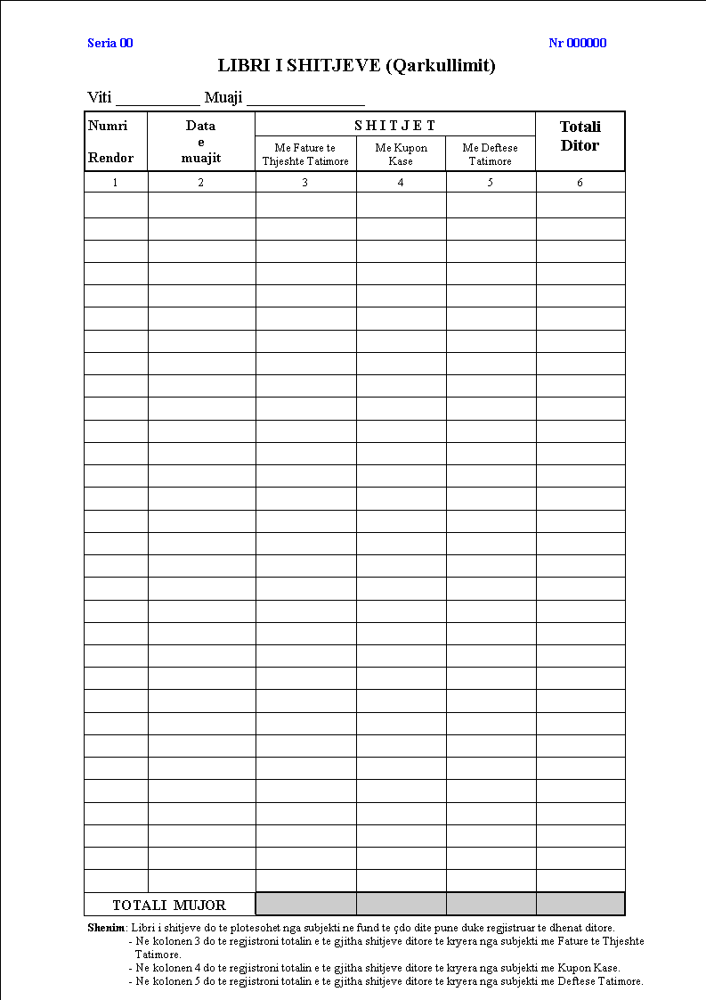 Seria 00 Nr 000000
LIBRI I SHITJEVE (Qarkullimit)
Viti ___________ Muaji _______________
Numri Rendor
Data e muajit
S H I T J E T
Totali Ditor
Me Fature te Thjeshte Tatimore
Me Kupon Kase
Me Deftese Tatimore
1 2 3 4 5 6
TOTALI MUJOR
Shenim: Libri i shitjeve do te plotesohet nga subjekti ne fund te çdo dite pune duke regjistruar te dhenat ditore.
- Ne kolonen 3 do te regjistroni totalin e te gjitha shitjeve ditore te kryera nga subjekti me Fature te Thjeshte
Tatimore.
- Ne kolonen 4 do te regjistroni totalin e te gjitha shitjeve ditore te kryera nga subjekti me Kupon Kase.
- Ne kolonen 5 do te regjistroni totalin e te gjitha shitjeve ditore te kryera nga subjekti me Deftese Tatimore.